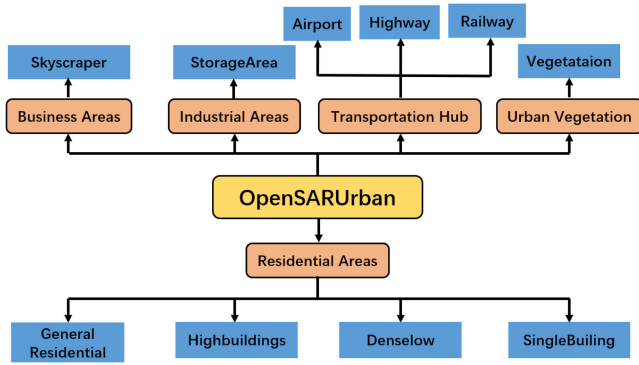 Airport
Highway
Railway
Skyscraper
StorageArea
Vegetataion
Business Areas
Industrial Areas
Transportation Hub
Urban Vegetation
OpenSARUrban
Residential Areas
General
Residential
Highbuildings
Denselow
SingleBuiling